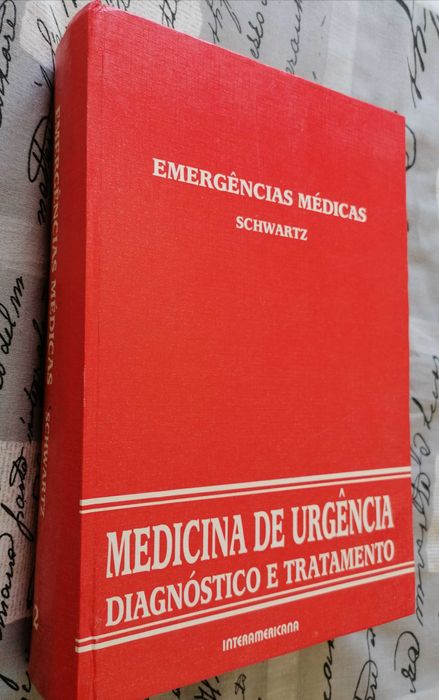 EMERGÊNCIAS MÉDICAS
SCHWARTZ
MEDICINA DE URGÊNCIA
DIAGNÓSTICO E TRATAMENTO
INTERAMERICANA
EMERGÊNCIAS MÉDICAS SCHWARTZ